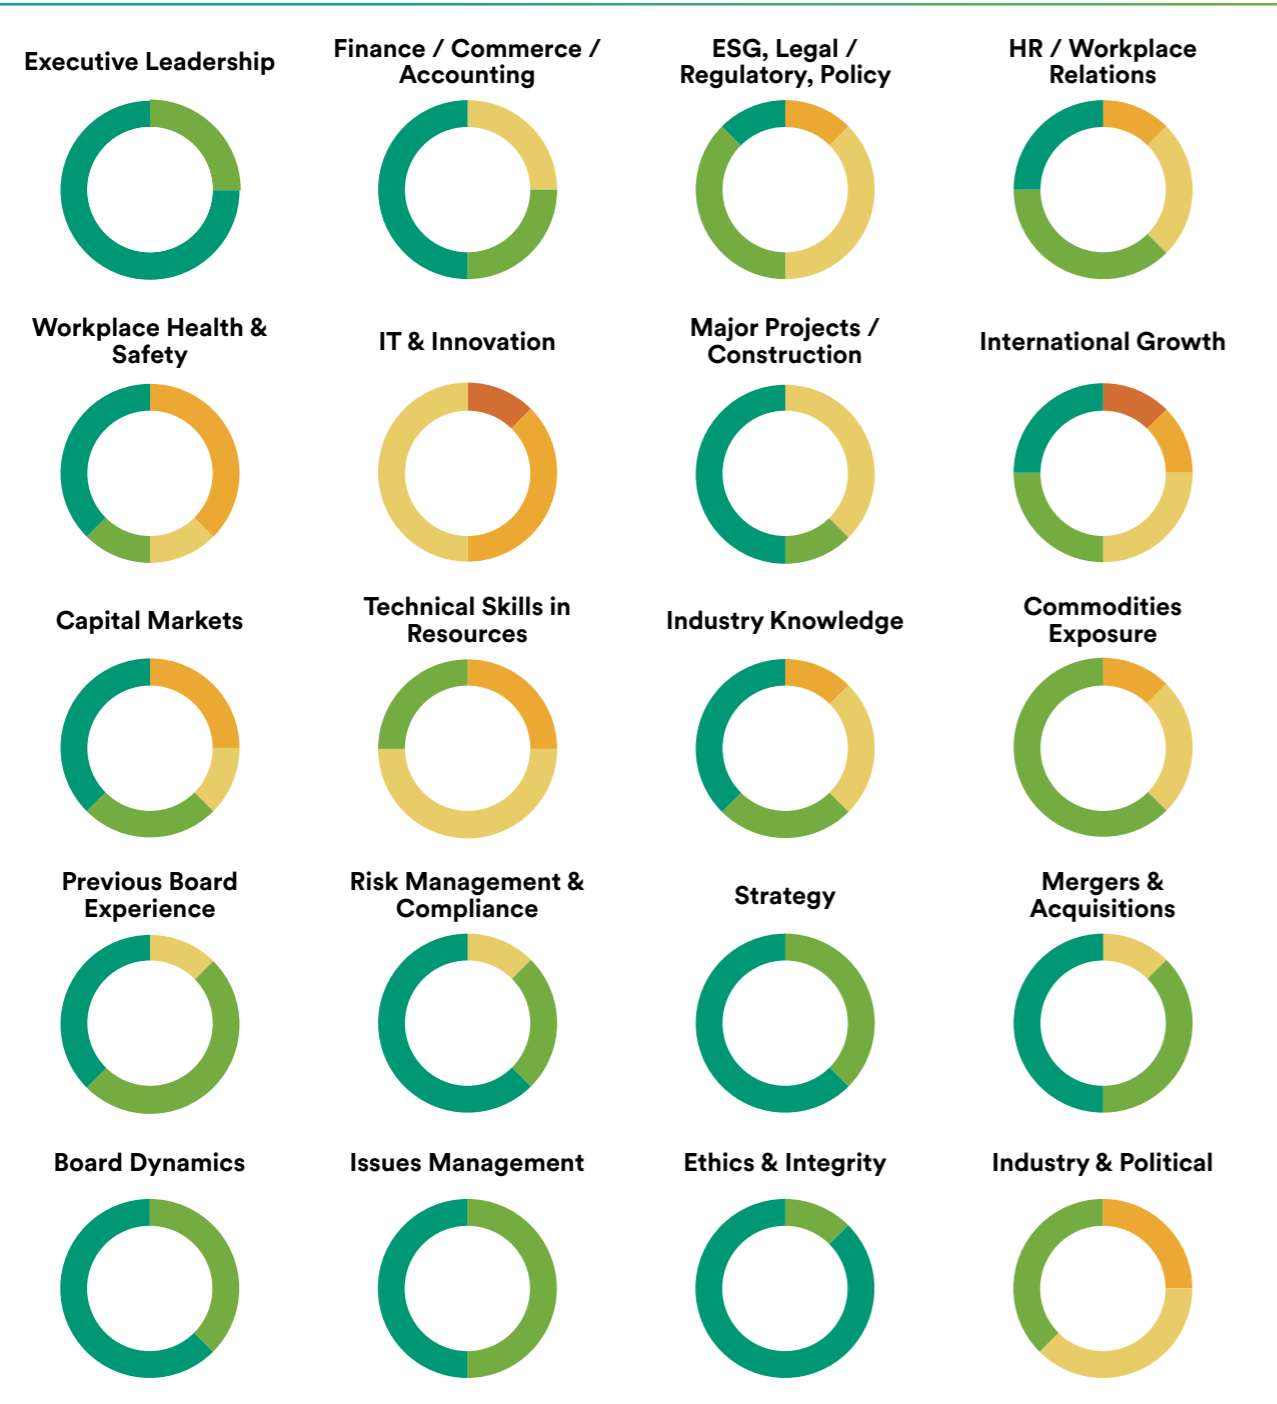 Executive Leadership
Finance / Commerce /
Accounting
ESG, Legal /
Regulatory, Policy
HR / Workplace
Relations
Workplace Health &
Safety
IT & Innovation
Major Projects /
Construction
International Growth
Capital Markets
Technical Skills in
Resources
Industry Knowledge
Commodities
Exposure
Previous Board
Experience
Risk Management &
Compliance
Strategy
Mergers &
Acquisitions
Board Dynamics
Issues Management
Ethics & Integrity
Industry & Political